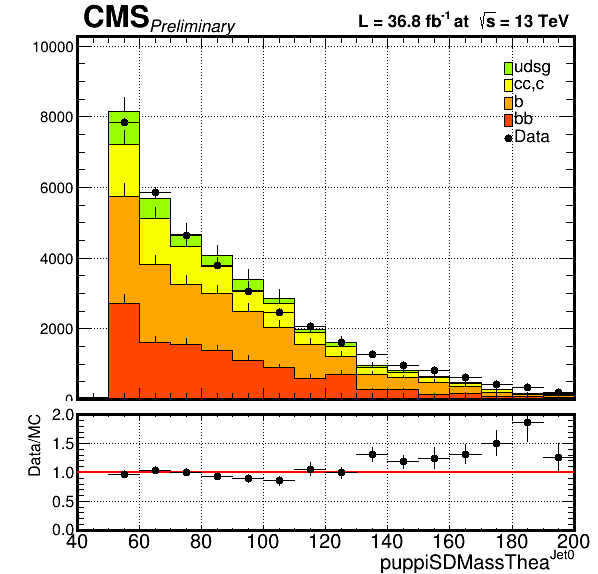 CMS Preliminary L = 36.8 fb⁻¹ at √s = 13 TeV
10000
8000
6000
4000
2000
0
udsg
cc,c
b
bb
Data
Data/MC
2.0
1.5
1.0
0.5
0.0
40 60 80 100 120 140 160 180 200
puppiSDMassThea^Jet0